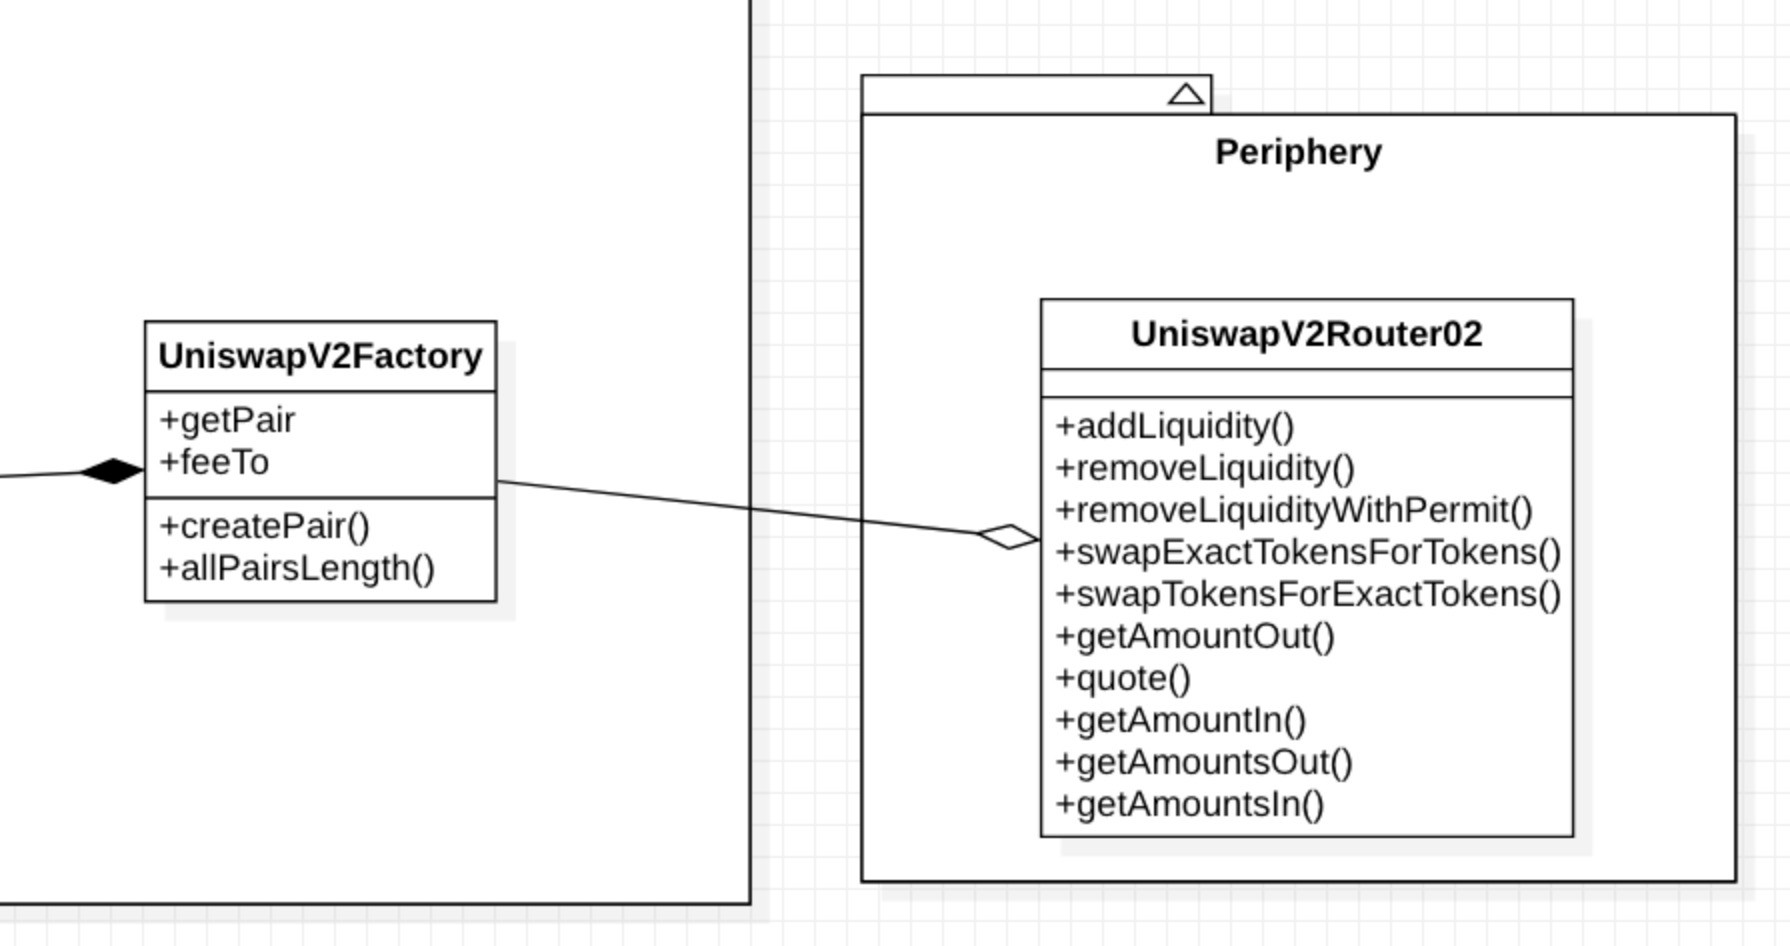 Periphery
UniswapV2Factory
+getPair
+feeTo
+createPair()
+allPairsLength()
UniswapV2Router02
+addLiquidity()
+removeLiquidity()
+removeLiquidityWithPermit()
+swapExactTokensForTokens()
+swapTokensForExactTokens()
+getAmountOut()
+quote()
+getAmountIn()
+getAmountsOut()
+getAmountsIn()